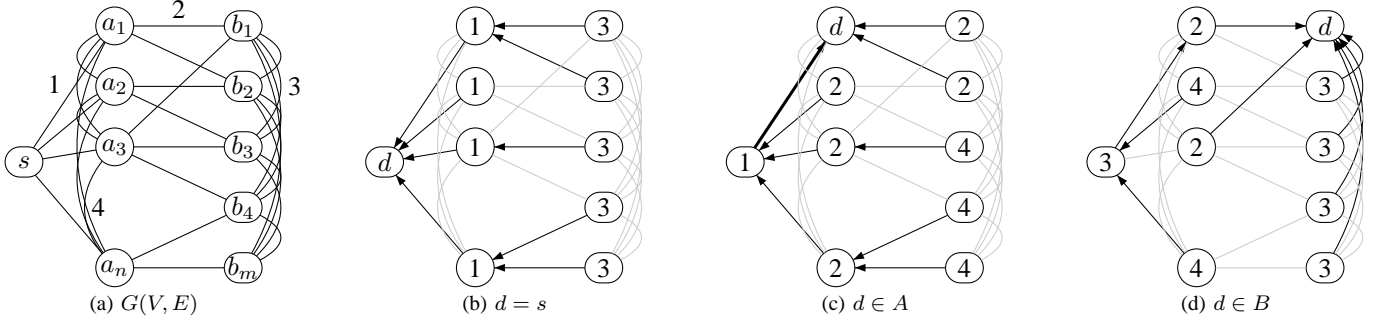 a1 2 b1
1 a2 b2 3
a3 b3
s
4 b4
an bm
(a) G(V, E)
1 3
1 3
1 3
d
3
1 3
(b) d = s
d 2
2 2
2 4
1
4
2 4
(c) d ∈ A
2 d
4 3
2 3
3
3
4 3
(d) d ∈ B